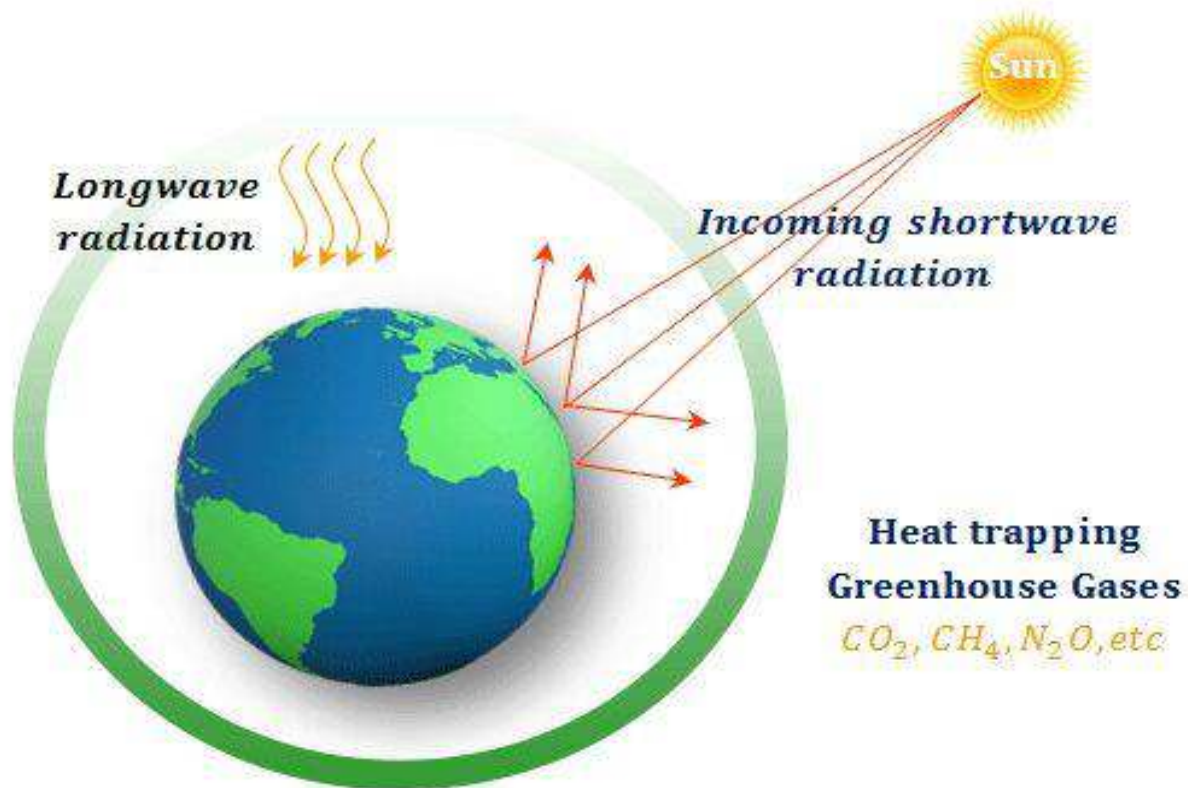 Sun
Longwave
radiation
Incoming shortwave
radiation
Heat trapping
Greenhouse Gases
CO₂, CH₄, N₂O, etc